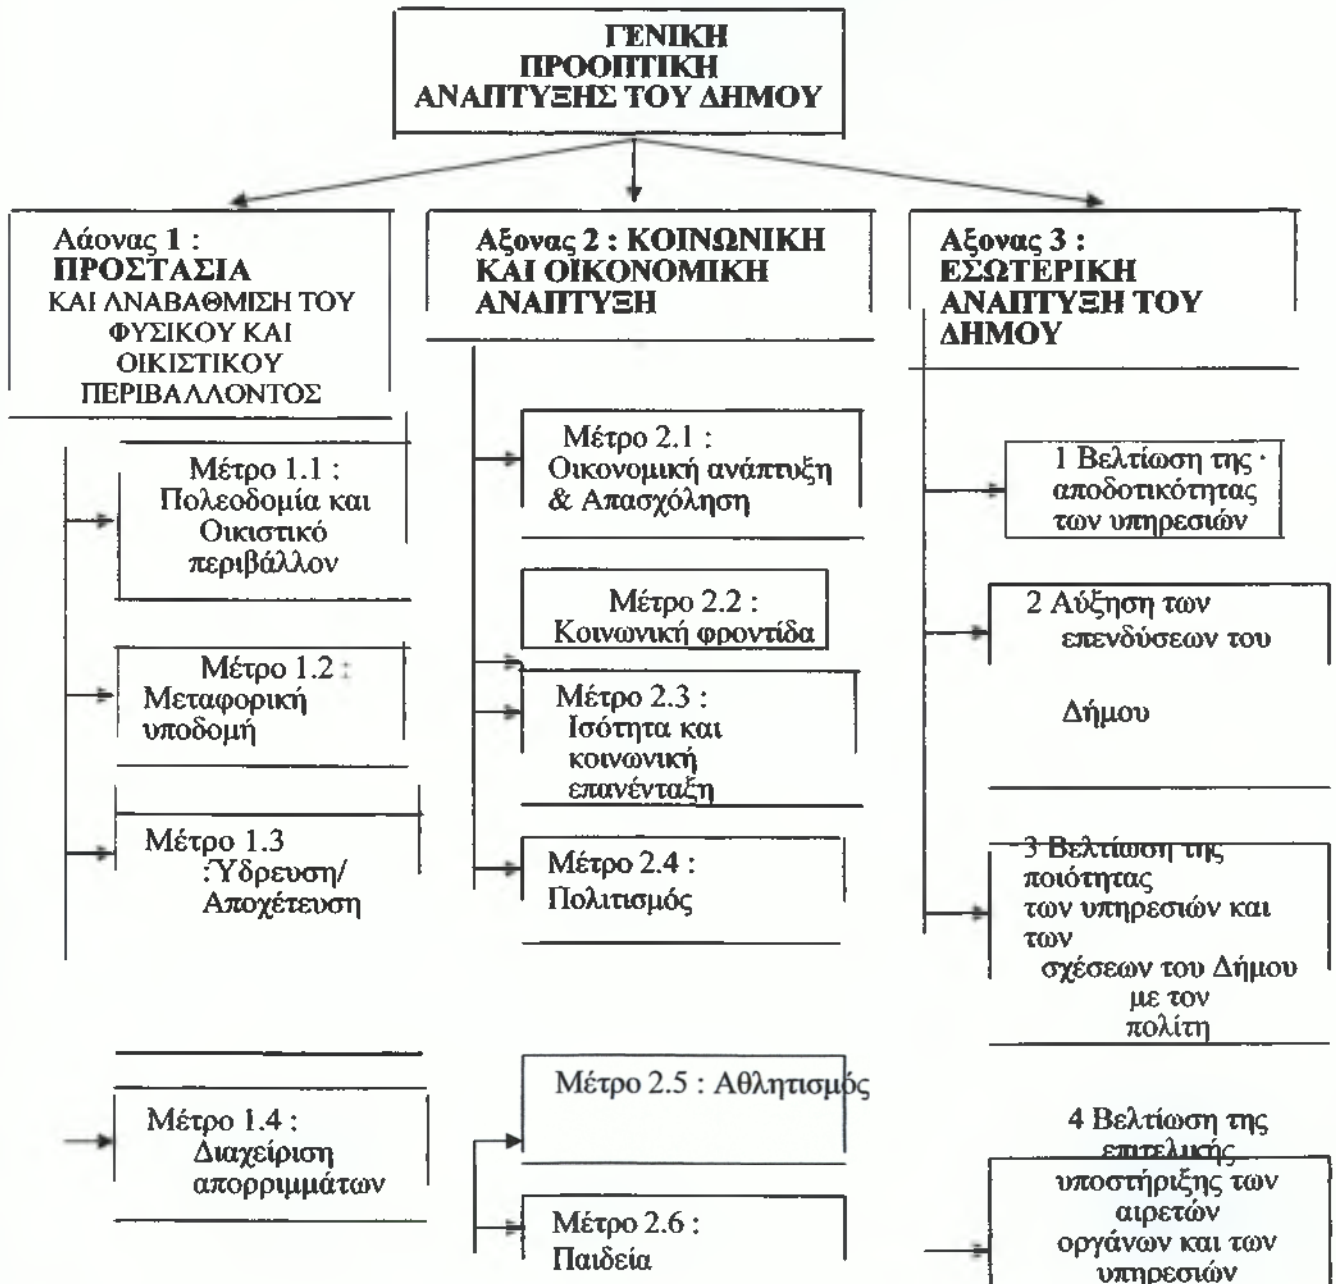 ΓΕΝΙΚΗ
ΠΡΟΟΠΤΙΚΗ
ΑΝΑΠΤΥΞΗΣ ΤΟΥ ΔΗΜΟΥ
Αάονας 1 :
ΠΡΟΣΤΑΣΙΑ
ΚΑΙ ΑΝΑΒΑΘΜΙΣΗ ΤΟΥ
ΦΥΣΙΚΟΥ ΚΑΙ
ΟΙΚΙΣΤΙΚΟΥ
ΠΕΡΙΒΑΛΛΟΝΤΟΣ
Μέτρο 1.1 :
Πολεοδομία και
Οικιστικό
περιβάλλον
Μέτρο 1.2 :
Μεταφορική
υποδομή
Μέτρο 1.3
:Ύδρευση/
Αποχέτευση
Μέτρο 1.4 :
Διαχείριση
απορριμμάτων
Αξονας 2 : ΚΟΙΝΩΝΙΚΗ
ΚΑΙ ΟΙΚΟΝΟΜΙΚΗ
ΑΝΑΠΤΥΞΗ
Μέτρο 2.1 :
Οικονομική ανάπτυξη
& Απασχόληση
Μέτρο 2.2 :
Κοινωνική φροντίδα
Μέτρο 2.3 :
Ισότητα και
κοινωνική
επανένταξη
Μέτρο 2.4 :
Πολιτισμός
Μέτρο 2.5 : Αθλητισμός
Μέτρο 2.6 :
Παιδεία
Αξονας 3 :
ΕΣΩΤΕΡΙΚΗ
ΑΝΑΠΤΥΞΗ ΤΟΥ
ΔΗΜΟΥ
1 Βελτίωση της
αποδοτικότητας
των υπηρεσιών
2 Αύξηση των
επενδύσεων του
Δήμου
3 Βελτίωση της
ποιότητας
των υπηρεσιών και
των
σχέσεων του Δήμου
με τον
πολίτη
4 Βελτίωση της
επιτελικής
υποστήριξης των
αιρετών
οργάνων και των
υπηρεσιών